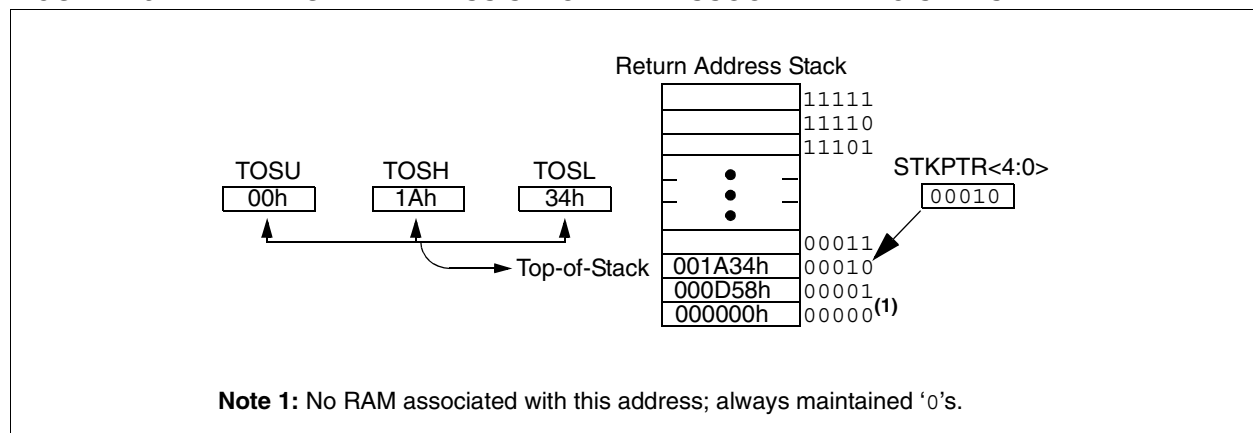 Return Address Stack
11111
11110
11101
TOSU TOSH TOSL
00h 1Ah 34h
STKPTR<4:0>
00010
00011
Top-of-Stack 001A34h 00010
000D58h 00001
000000h 00000(1)
Note 1: No RAM associated with this address; always maintained ‘0’s.